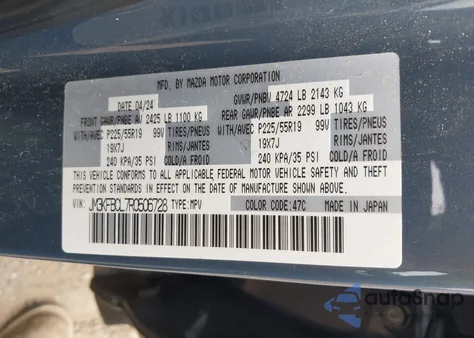 MFD. BY MAZDA MOTOR CORPORATION
DATE 04/24 GVWR/PNBV 4724 LB 2143 KG
FRONT GAWR/PNBE AV 2425 LB 1100 KG REAR GAWR/PNBE AR 2299 LB 1043 KG
WITH/AVEC P225/55R19 99V TIRES/PNEUS WITH/AVEC P225/55R19 99V TIRES/PNEUS
19X7J RIMS/JANTES 19X7J RIMS/JANTES
240 KPA/35 PSI COLD/A FROID 240 KPA/35 PSI COLD/A FROID
THIS VEHICLE CONFORMS TO ALL APPLICABLE FEDERAL MOTOR
VEHICLE SAFETY AND THEFT PREVENTION STANDARDS IN EFFECT
ON THE DATE OF MANUFACTURE SHOWN ABOVE.
VIN: JM3KFBCL7R0506728 TYPE:MPV COLOR CODE:47C MADE IN JAPAN
autoSnap